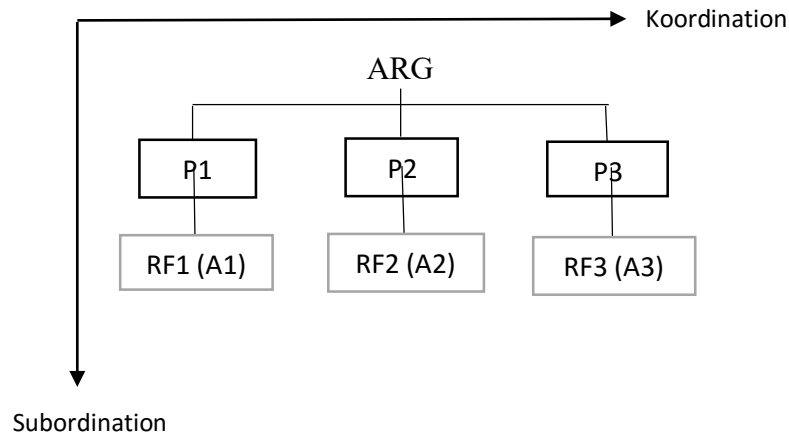 Koordination
ARG
P1 P2 P3
RF1 (A1) RF2 (A2) RF3 (A3)
Subordination